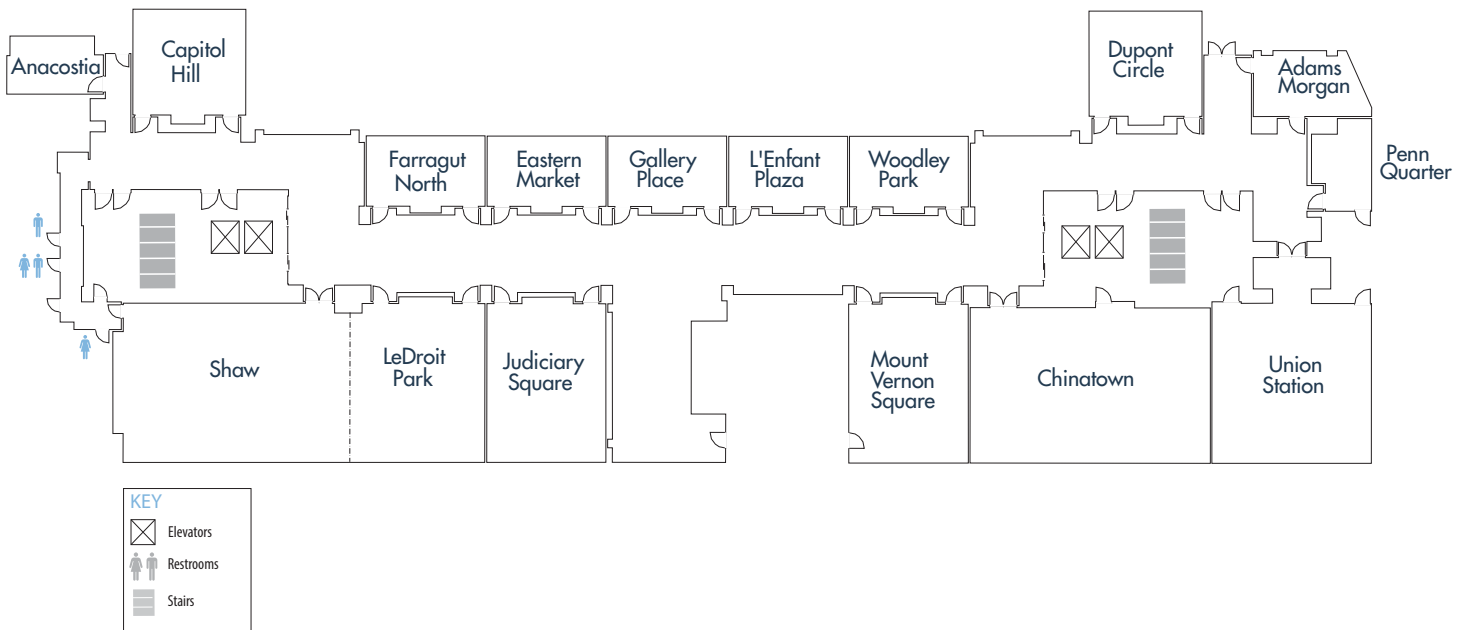 Anacostia
Capitol
Hill
Dupont
Circle
Adams
Morgan
Farragut
North
Eastern
Market
Gallery
Place
L'Enfant
Plaza
Woodley
Park
Penn
Quarter
Shaw
LeDroit
Park
Judiciary
Square
Mount
Vernon
Square
Chinatown
Union
Station
KEY
Elevators
Restrooms
Stairs